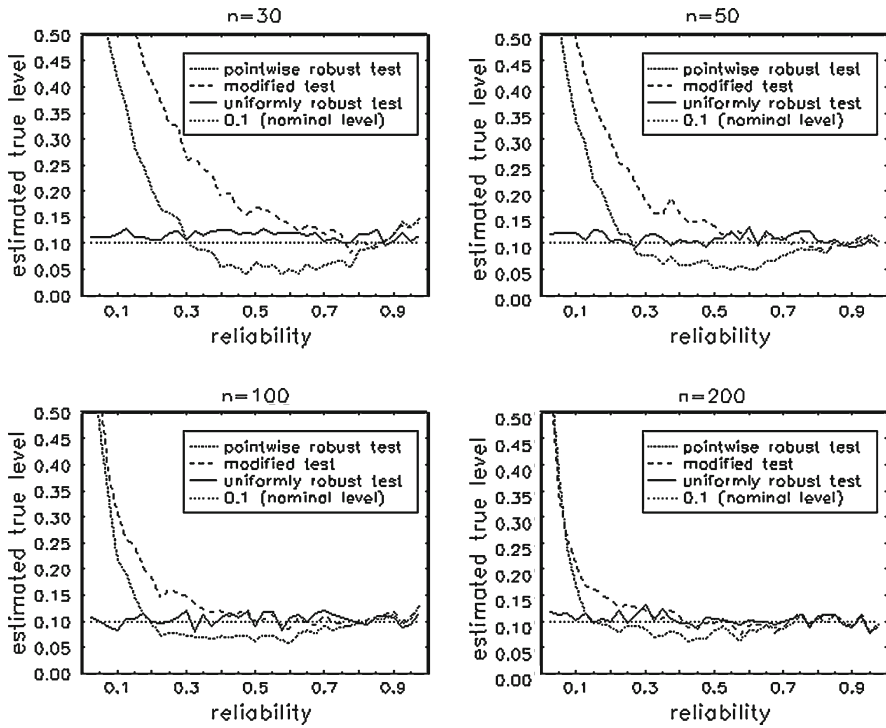 n=30
estimated true level
0.50
0.45
0.40
0.35
0.30
0.25
0.20
0.15
0.10
0.05
0.00
pointwise robust test
modified test
uniformly robust test
0.1 (nominal level)
0.1
0.3
0.5
0.7
0.9
reliability
n=50
estimated true level
0.50
0.45
0.40
0.35
0.30
0.25
0.20
0.15
0.10
0.05
0.00
pointwise robust test
modified test
uniformly robust test
0.1 (nominal level)
0.1
0.3
0.5
0.7
0.9
reliability
n=100
estimated true level
0.50
0.45
0.40
0.35
0.30
0.25
0.20
0.15
0.10
0.05
0.00
pointwise robust test
modified test
uniformly robust test
0.1 (nominal level)
0.1
0.3
0.5
0.7
0.9
reliability
n=200
estimated true level
0.50
0.45
0.40
0.35
0.30
0.25
0.20
0.15
0.10
0.05
0.00
pointwise robust test
modified test
uniformly robust test
0.1 (nominal level)
0.1
0.3
0.5
0.7
0.9
reliability